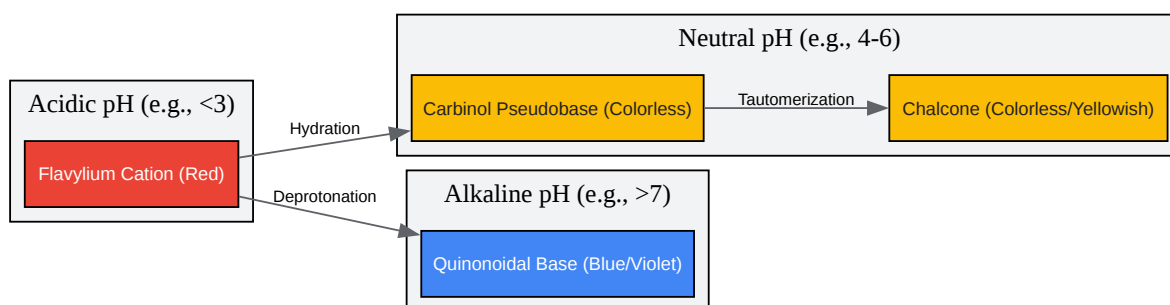 Neutral pH (e.g., 4-6)
Acidic pH (e.g., <3)
Carbinol Pseudobase (Colorless)
Tautomerization
Chalcone (Colorless/Yellowish)
Hydration
Flavylium Cation (Red)
Deprotonation
Alkaline pH (e.g., >7)
Quinonoidal Base (Blue/Violet)